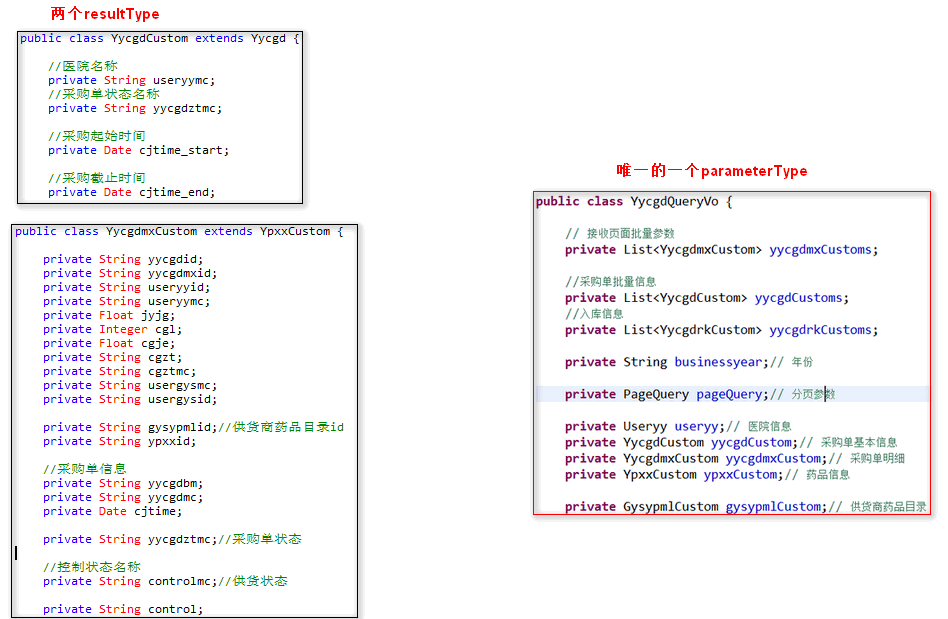 两个resultType
public class YycgdCustom extends Yycgd {
//医院名称
private String useryymc;
//采购单状态名称
private String yycgdztmc;
//采购起始时间
private Date cjtime_start;
//采购截止时间
private Date cjtime_end;
public class YycgdmxCustom extends YpxxCustom {
private String yycgdid;
private String yycgdmxid;
private String useryyid;
private String useryymc;
private Float jyjg;
private Integer cgl;
private Float cgje;
private String cgzt;
private String cgztmc;
private String usergysmc;
private String usergysid;
private String gysypmlid;//供货商药品目录id
private String ypxxid;
//采购单信息
private String yycgdbm;
private String yycgdmc;
private Date cjtime;
private String yycgdztmc;//采购单状态
//控制状态名称
private String controlmc;//供货状态
private String control;
唯一的一个parameterType
public class YycgdQueryVo {
// 接收页面批量参数
private List<YycgdmxCustom> yycgdmxCustoms;
//采购单批量信息
private List<YycgdCustom> yycgdCustoms;
//入库信息
private List<YycgdrkCustom> yycgdrkCustoms;
private String businessyear;// 年份
private PageQuery pageQuery;// 分页参数
private Useryy useryy;// 医院信息
private YycgdCustom yycgdCustom;// 采购单基本信息
private YycgdmxCustom yycgdmxCustom;// 采购单明细
private YpxxCustom ypxxCustom;// 药品信息
private GysypmlCustom gysypmlCustom;// 供货商药品目录